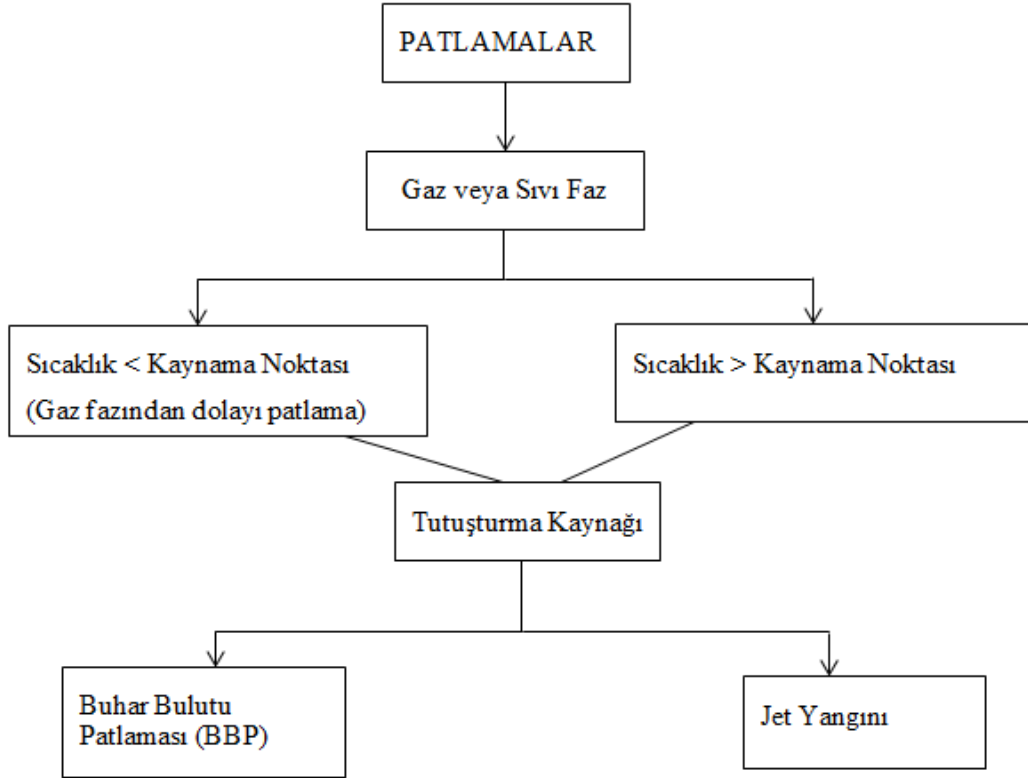 PATLAMALAR
Gaz veya Sıvı Faz
Sıcaklık < Kaynama Noktası
(Gaz fazından dolayı patlama)
Sıcaklık > Kaynama Noktası
Tutuşturma Kaynağı
Buhar Bulutu
Patlaması (BBP)
Jet Yangını